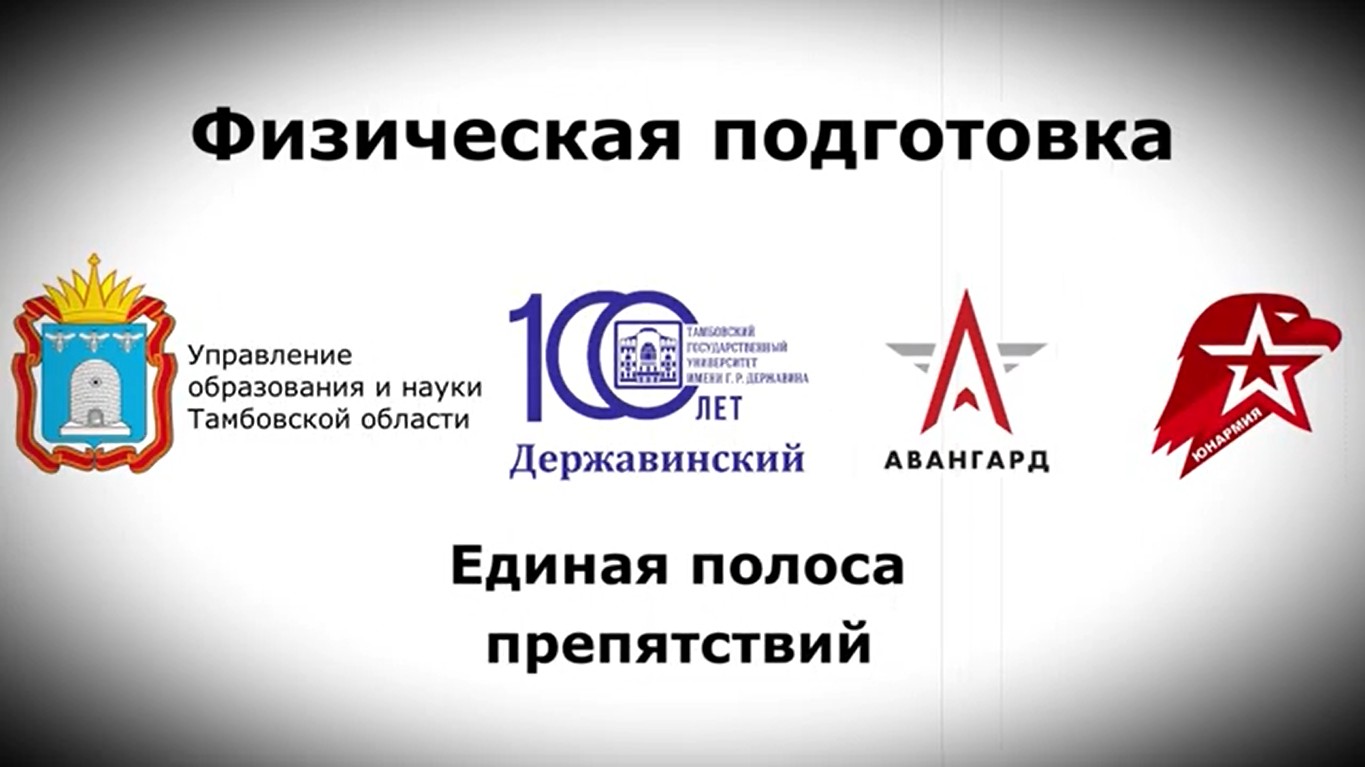 Физическая подготовка
Управление
образования и науки
Тамбовской области
100
ТАМБОВСКИЙ
ГОСУДАРСТВЕННЫЙ
УНИВЕРСИТЕТ
ИМЕНИ Г. Р. ДЕРЖАВИНА
ЛЕТ
Державинский
АВАНГАРД
ЮНАРМИЯ
Единая полоса
препятствий